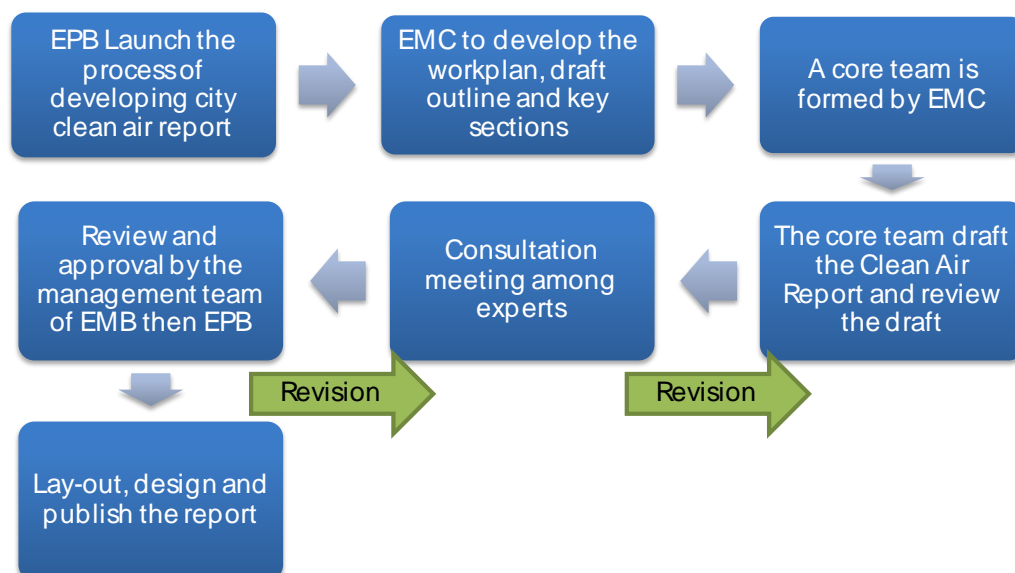 EPB Launch the
process of
developing city
clean air report
EMC to develop the
workplan, draft
outline and key
sections
A core team is
formed by EMC
The core team draft
the Clean Air
Report and review
the draft
Consultation
meeting among
experts
Review and
approval by the
management team
of EMB then EPB
Revision
Revision
Lay-out, design and
publish the report